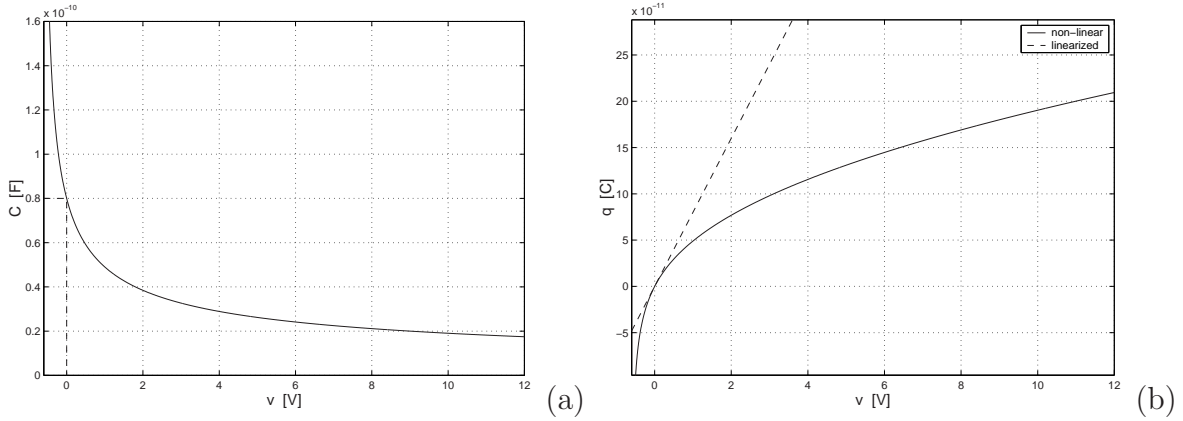 x 10⁻¹⁰
1.6
1.4
1.2
1
0.8
0.6
0.4
0.2
0
C [F]
0 2 4 6 8 10 12
v [V]
(a)
x 10⁻¹¹
non−linear
linearized
25
20
15
10
5
0
−5
q [C]
0 2 4 6 8 10 12
v [V]
(b)